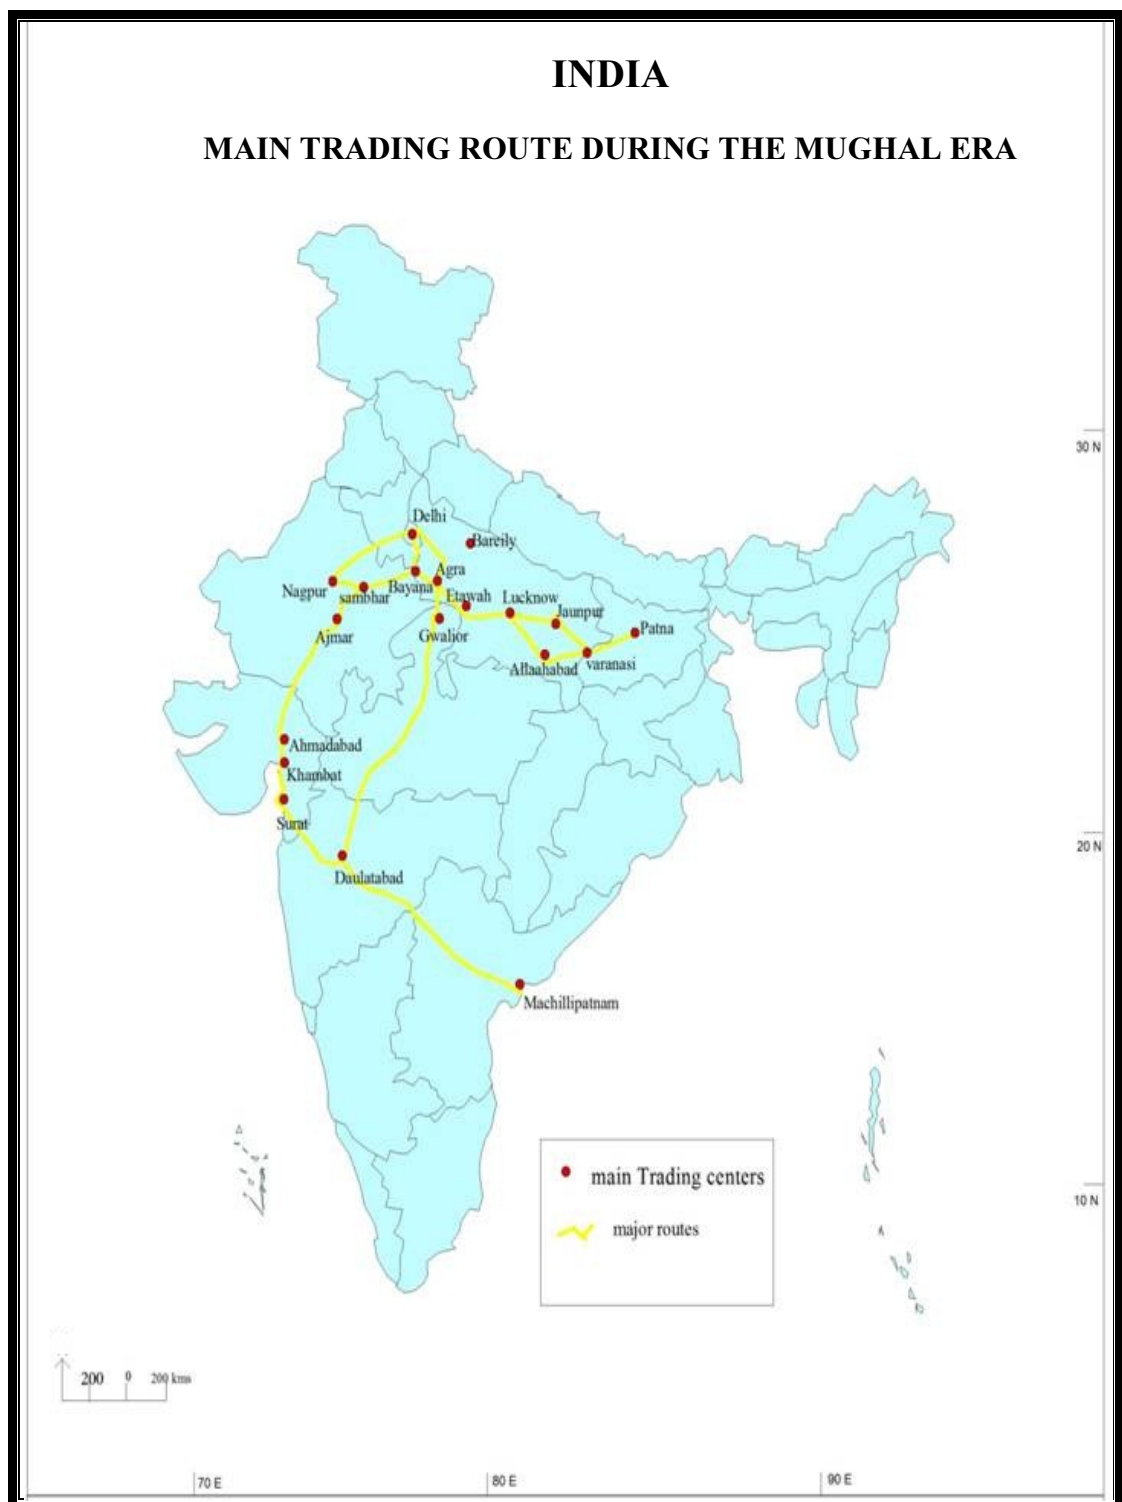 INDIA
MAIN TRADING ROUTE DURING THE MUGHAL ERA
30 N
Delhi
Bareily
Agra
Nagpur
sambhar
Bayana
Etawah
Lucknow
Jaunpur
Ajmar
Gwalior
Patna
Allaahabad
varanasi
Ahmadabad
Khambat
Surat
20 N
Daulatabad
Machillipatnam
main Trading centers
10 N
major routes
200 0 200 kms
70 E 80 E 90 E